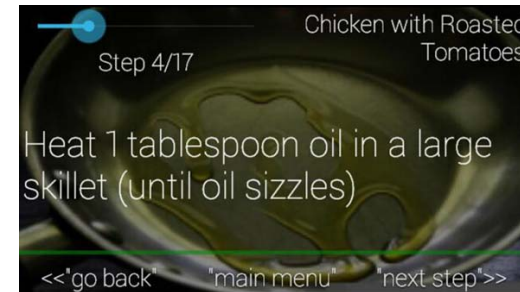 Chicken with Roasted
Tomatoes
Step 4/17
Heat 1 tablespoon oil in a large
skillet (until oil sizzles)
<<"go back"
"main menu"
"next step">>